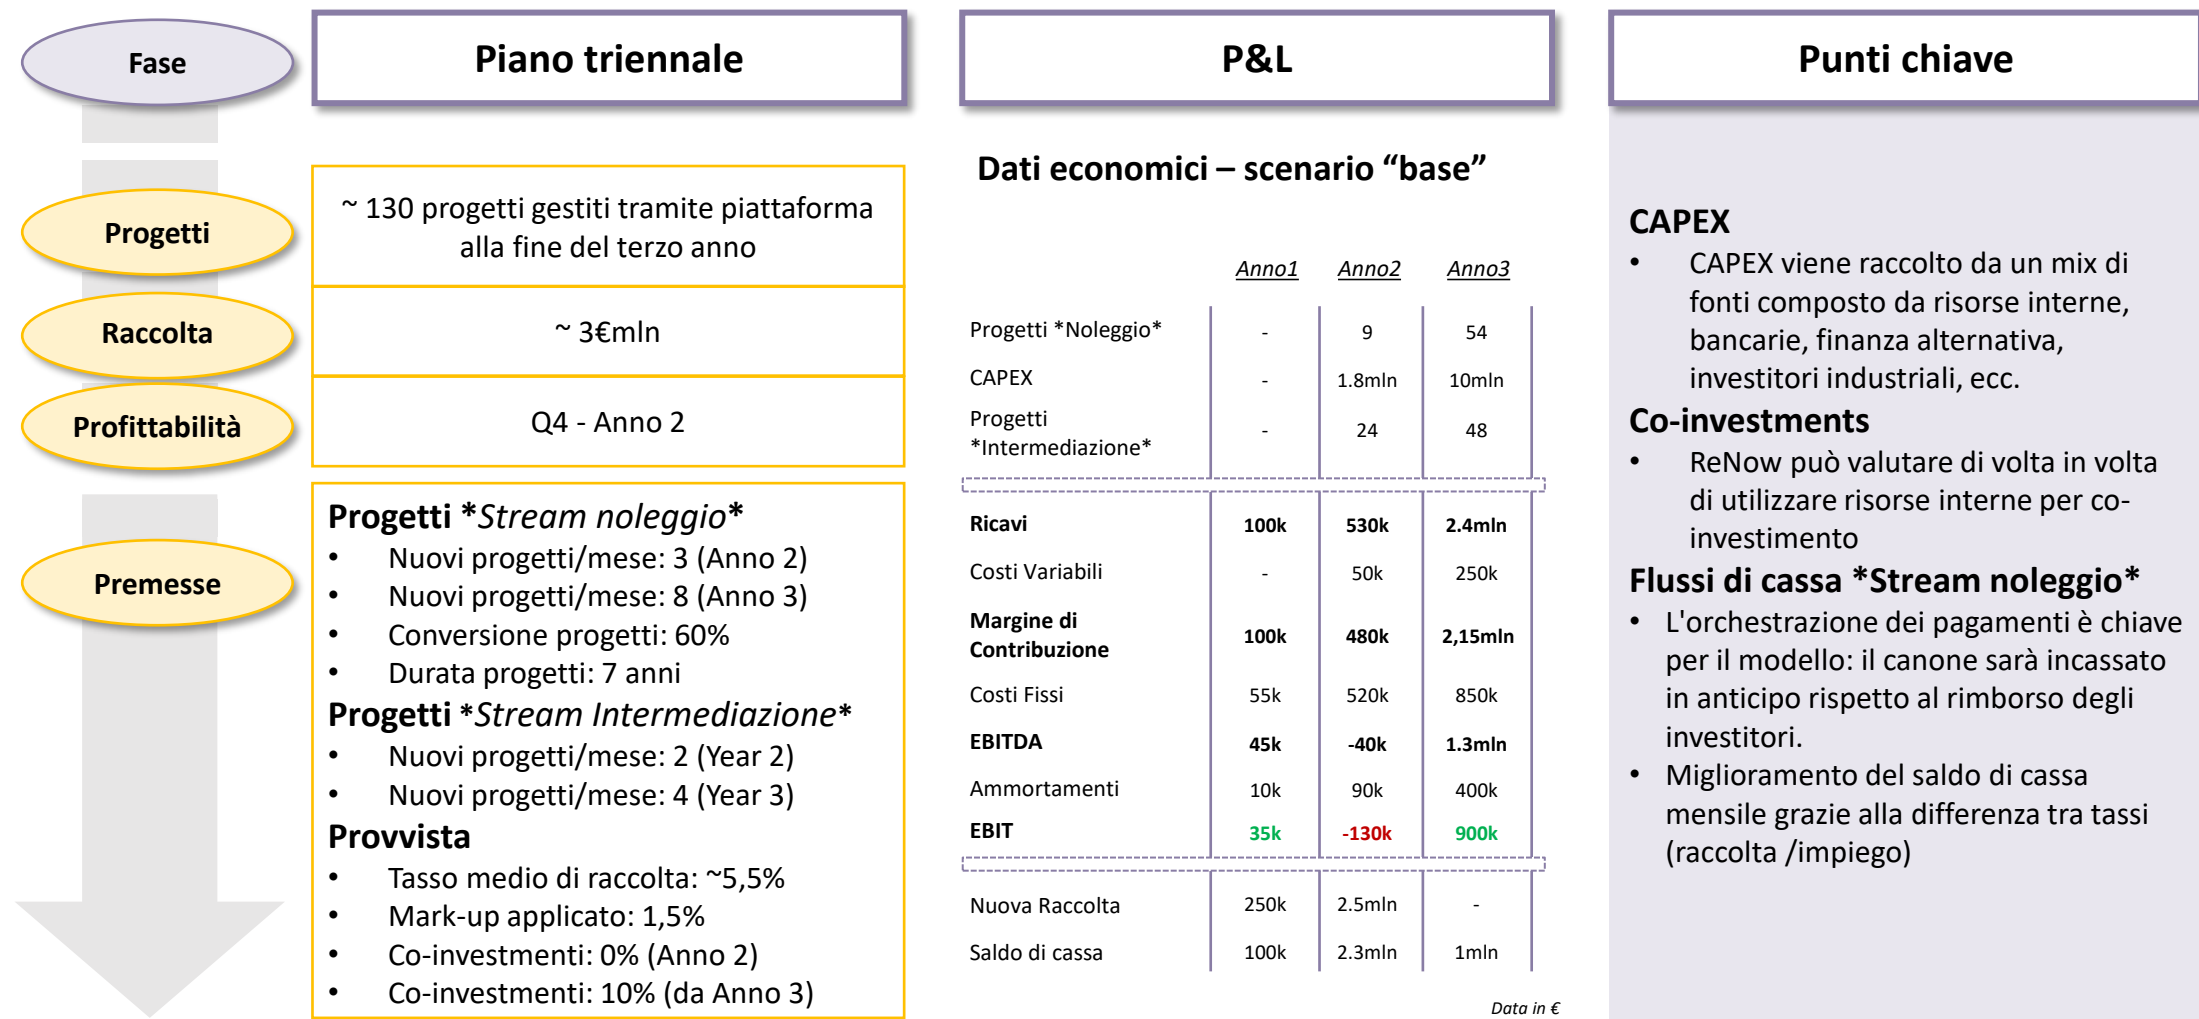 Fase
Piano triennale
P&L
Punti chiave
Progetti
~ 130 progetti gestiti tramite piattaforma
alla fine del terzo anno
Raccolta
~ 3€mln
Profittabilità
Q4 - Anno 2
Premesse
Progetti *Stream noleggio*
• Nuovi progetti/mese: 3 (Anno 2)
• Nuovi progetti/mese: 8 (Anno 3)
• Conversione progetti: 60%
• Durata progetti: 7 anni
Progetti *Stream Intermediazione*
• Nuovi progetti/mese: 2 (Year 2)
• Nuovi progetti/mese: 4 (Year 3)
Provvista
• Tasso medio di raccolta: ~5,5%
• Mark-up applicato: 1,5%
• Co-investimenti: 0% (Anno 2)
• Co-investimenti: 10% (da Anno 3)
Dati economici – scenario “base”
Anno1 Anno2 Anno3
Progetti *Noleggio* - 9 54
CAPEX - 1.8mln 10mln
Progetti
*Intermediazione* - 24 48
Ricavi 100k 530k 2.4mln
Costi Variabili - 50k 250k
Margine di
Contribuzione 100k 480k 2,15mln
Costi Fissi 55k 520k 850k
EBITDA 45k -40k 1.3mln
Ammortamenti 10k 90k 400k
EBIT 35k -130k 900k
Nuova Raccolta 250k 2.5mln -
Saldo di cassa 100k 2.3mln 1mln
Data in €
CAPEX
• CAPEX viene raccolto da un mix di
fonti composto da risorse interne,
bancarie, finanza alternativa,
investitori industriali, ecc.
Co-investments
• ReNow può valutare di volta in volta
di utilizzare risorse interne per co-
investimento
Flussi di cassa *Stream noleggio*
• L'orchestrazione dei pagamenti è chiave
per il modello: il canone sarà incassato
in anticipo rispetto al rimborso degli
investitori.
• Miglioramento del saldo di cassa
mensile grazie alla differenza tra tassi
(raccolta /impiego)